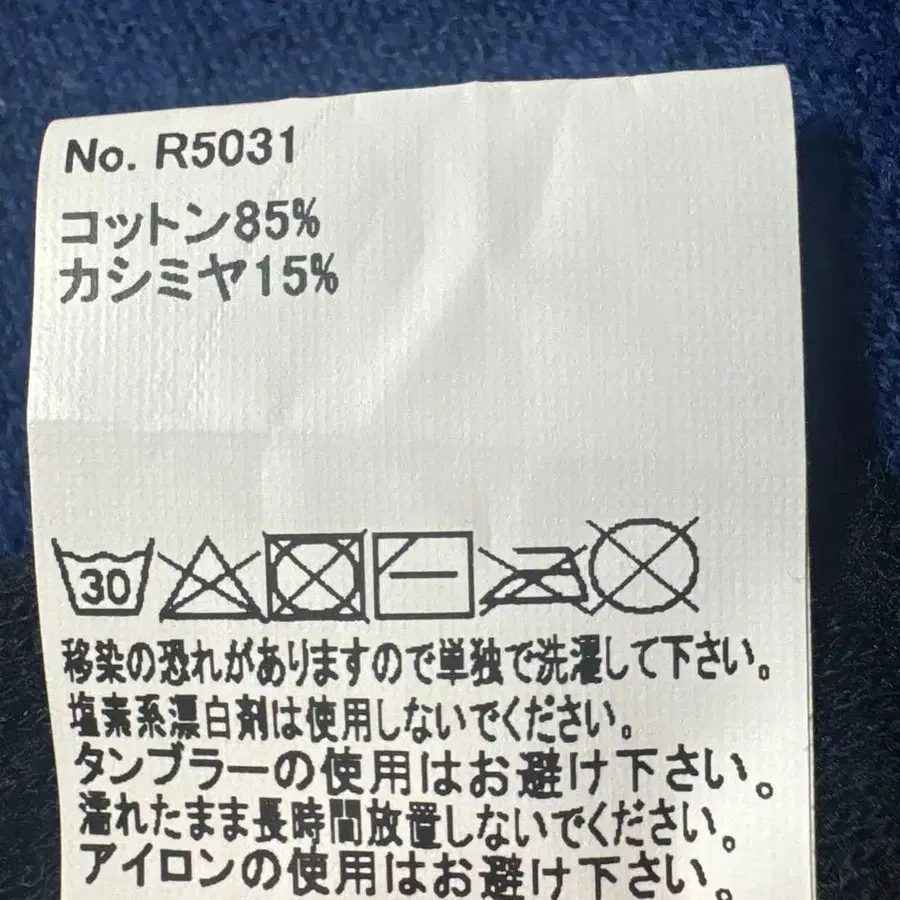 No. R5031
コットン85%
カシミヤ15%
30
移染の恐れがありますので単独で洗濯して下さい。
塩素系漂白剤は使用しないでください。
タンブラーの使用はお避け下さい。
濡れたまま長時間放置しないでください。
アイロンの使用はお避け下さい。